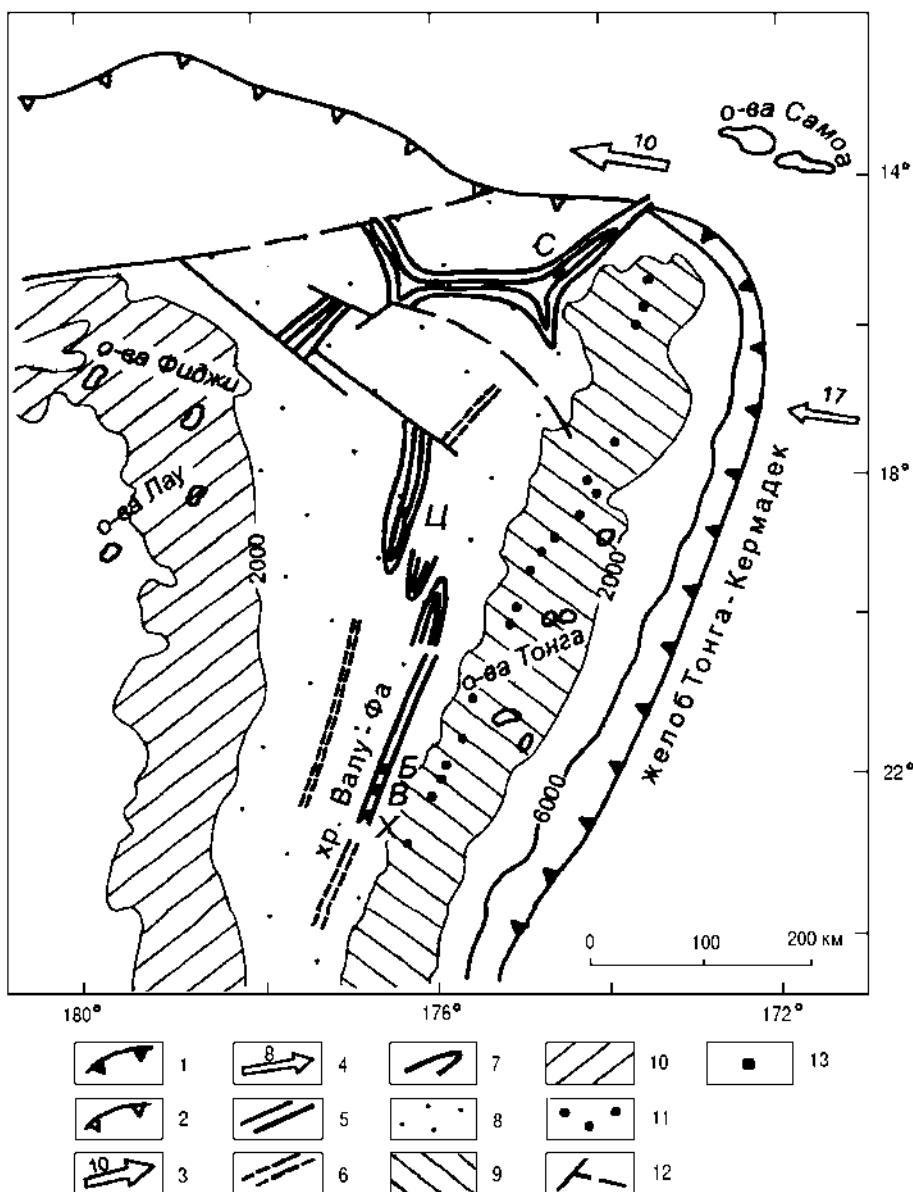 о-ва Самоа
10
14°
С
о-ва Фиджи
17
18°
о-ва Лау
Ц
2000
2000
желоб Тонга-Кермадек
о-ва Тонга
хр. Валу-Фа
Б
22°
В
Х
6000
0 100 200 км
180° 176° 172°
1 8 4 7 10 13
2 5 8 11
10 3 6 9 12